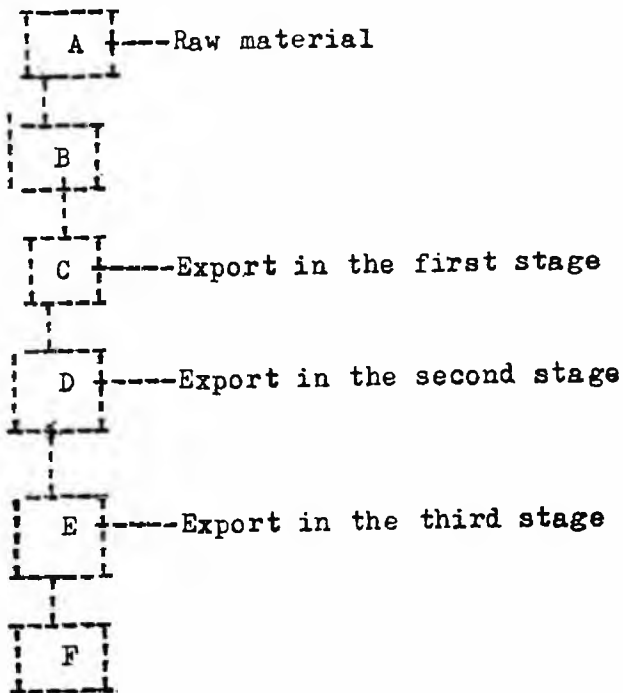 A Raw material
B
C Export in the first stage
D Export in the second stage
E Export in the third stage
F